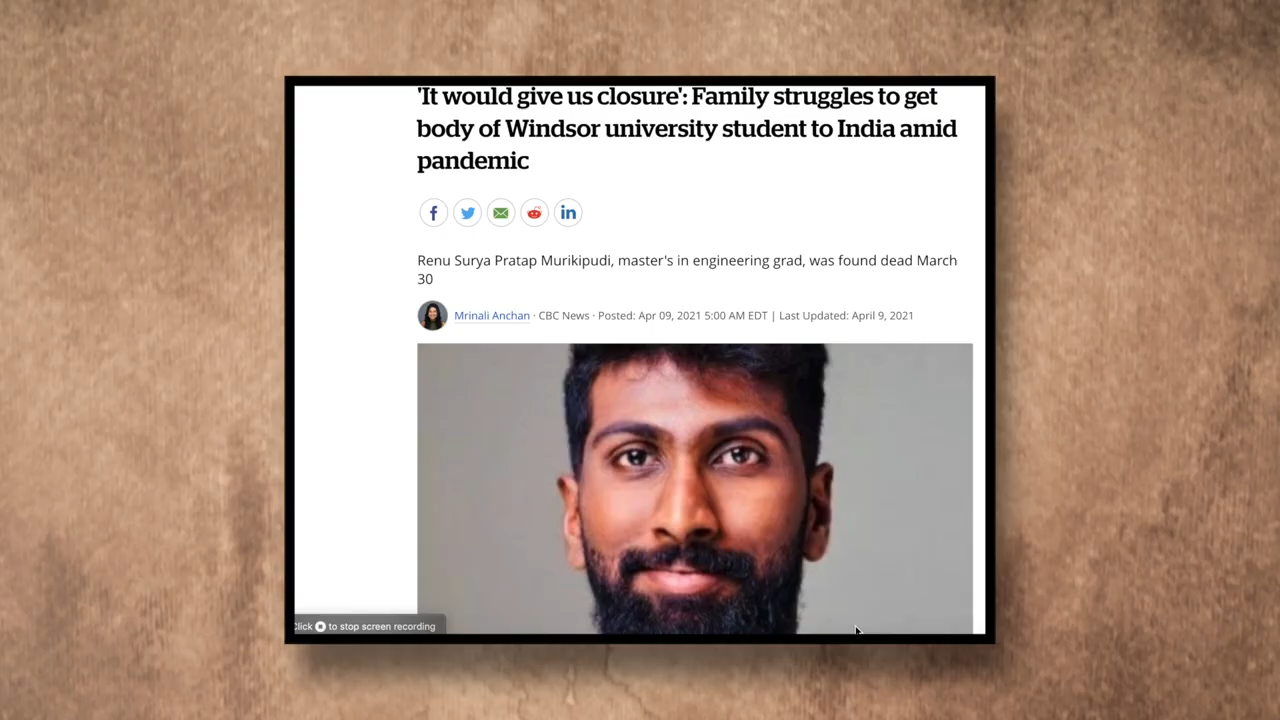 'It would give us closure': Family struggles to get
body of Windsor university student to India amid
pandemic
Renu Surya Pratap Murikipudi, master's in engineering grad, was found dead March
30
Mrinali Anchan · CBC News · Posted: Apr 09, 2021 5:00 AM EDT | Last Updated: April 9, 2021
Click to stop screen recording